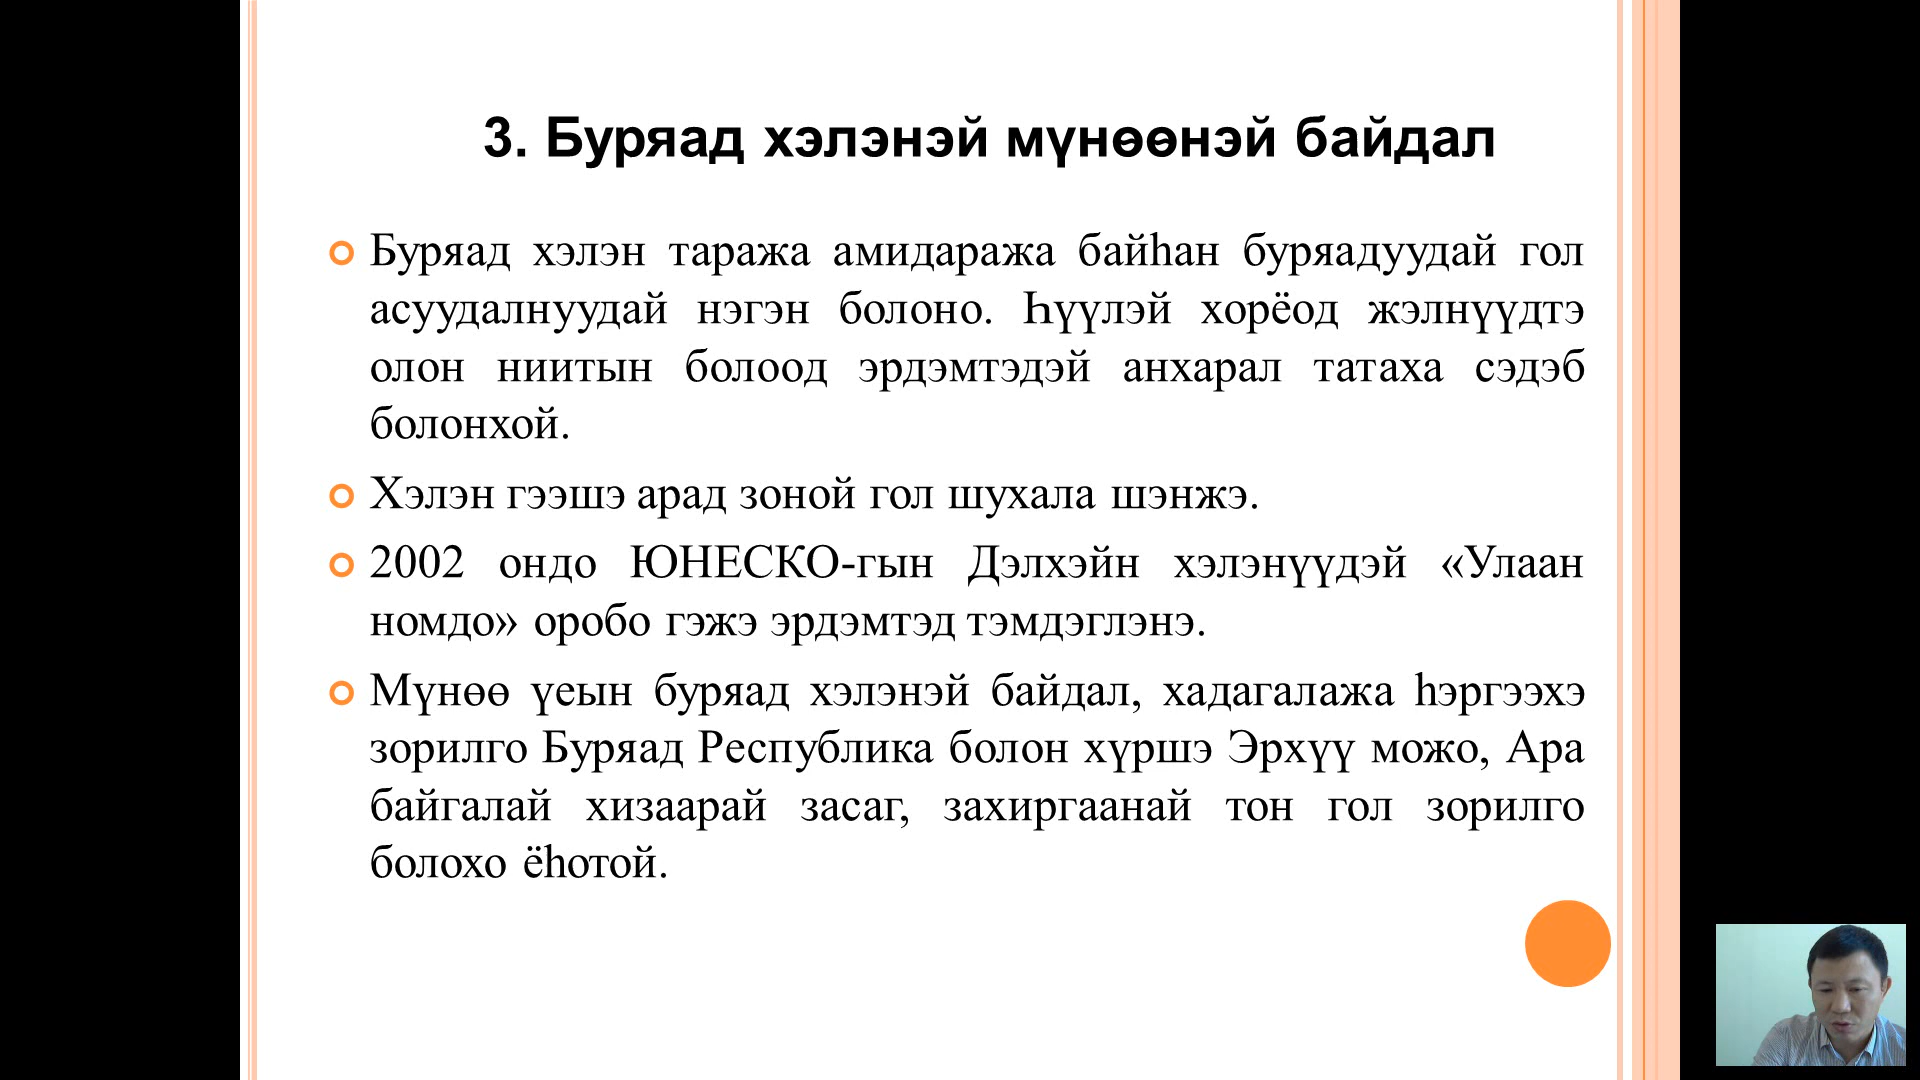 3. Буряад хэлэнэй мүнөөнэй байдал
Буряад хэлэн таража амидаража байһан буряадуудай гол
асуудалнуудай нэгэн болоно. Һүүлэй хорёод жэлнүүдтэ
олон ниитын болоод эрдэмтэдэй анхарал татаха сэдэб
болонхой.
Хэлэн гээшэ арад зоной гол шухала шэнжэ.
2002 ондо ЮНЕСКО-гын Дэлхэйн хэлэнүүдэй «Улаан
номдо» оробо гэжэ эрдэмтэд тэмдэглэнэ.
Мүнөө үеын буряад хэлэнэй байдал, хадагалажа һэргээхэ
зорилго Буряад Республика болон хүршэ Эрхүү можо, Ара
байгалай хизаарай засаг, захиргаанай тон гол зорилго
болохо ёһотой.